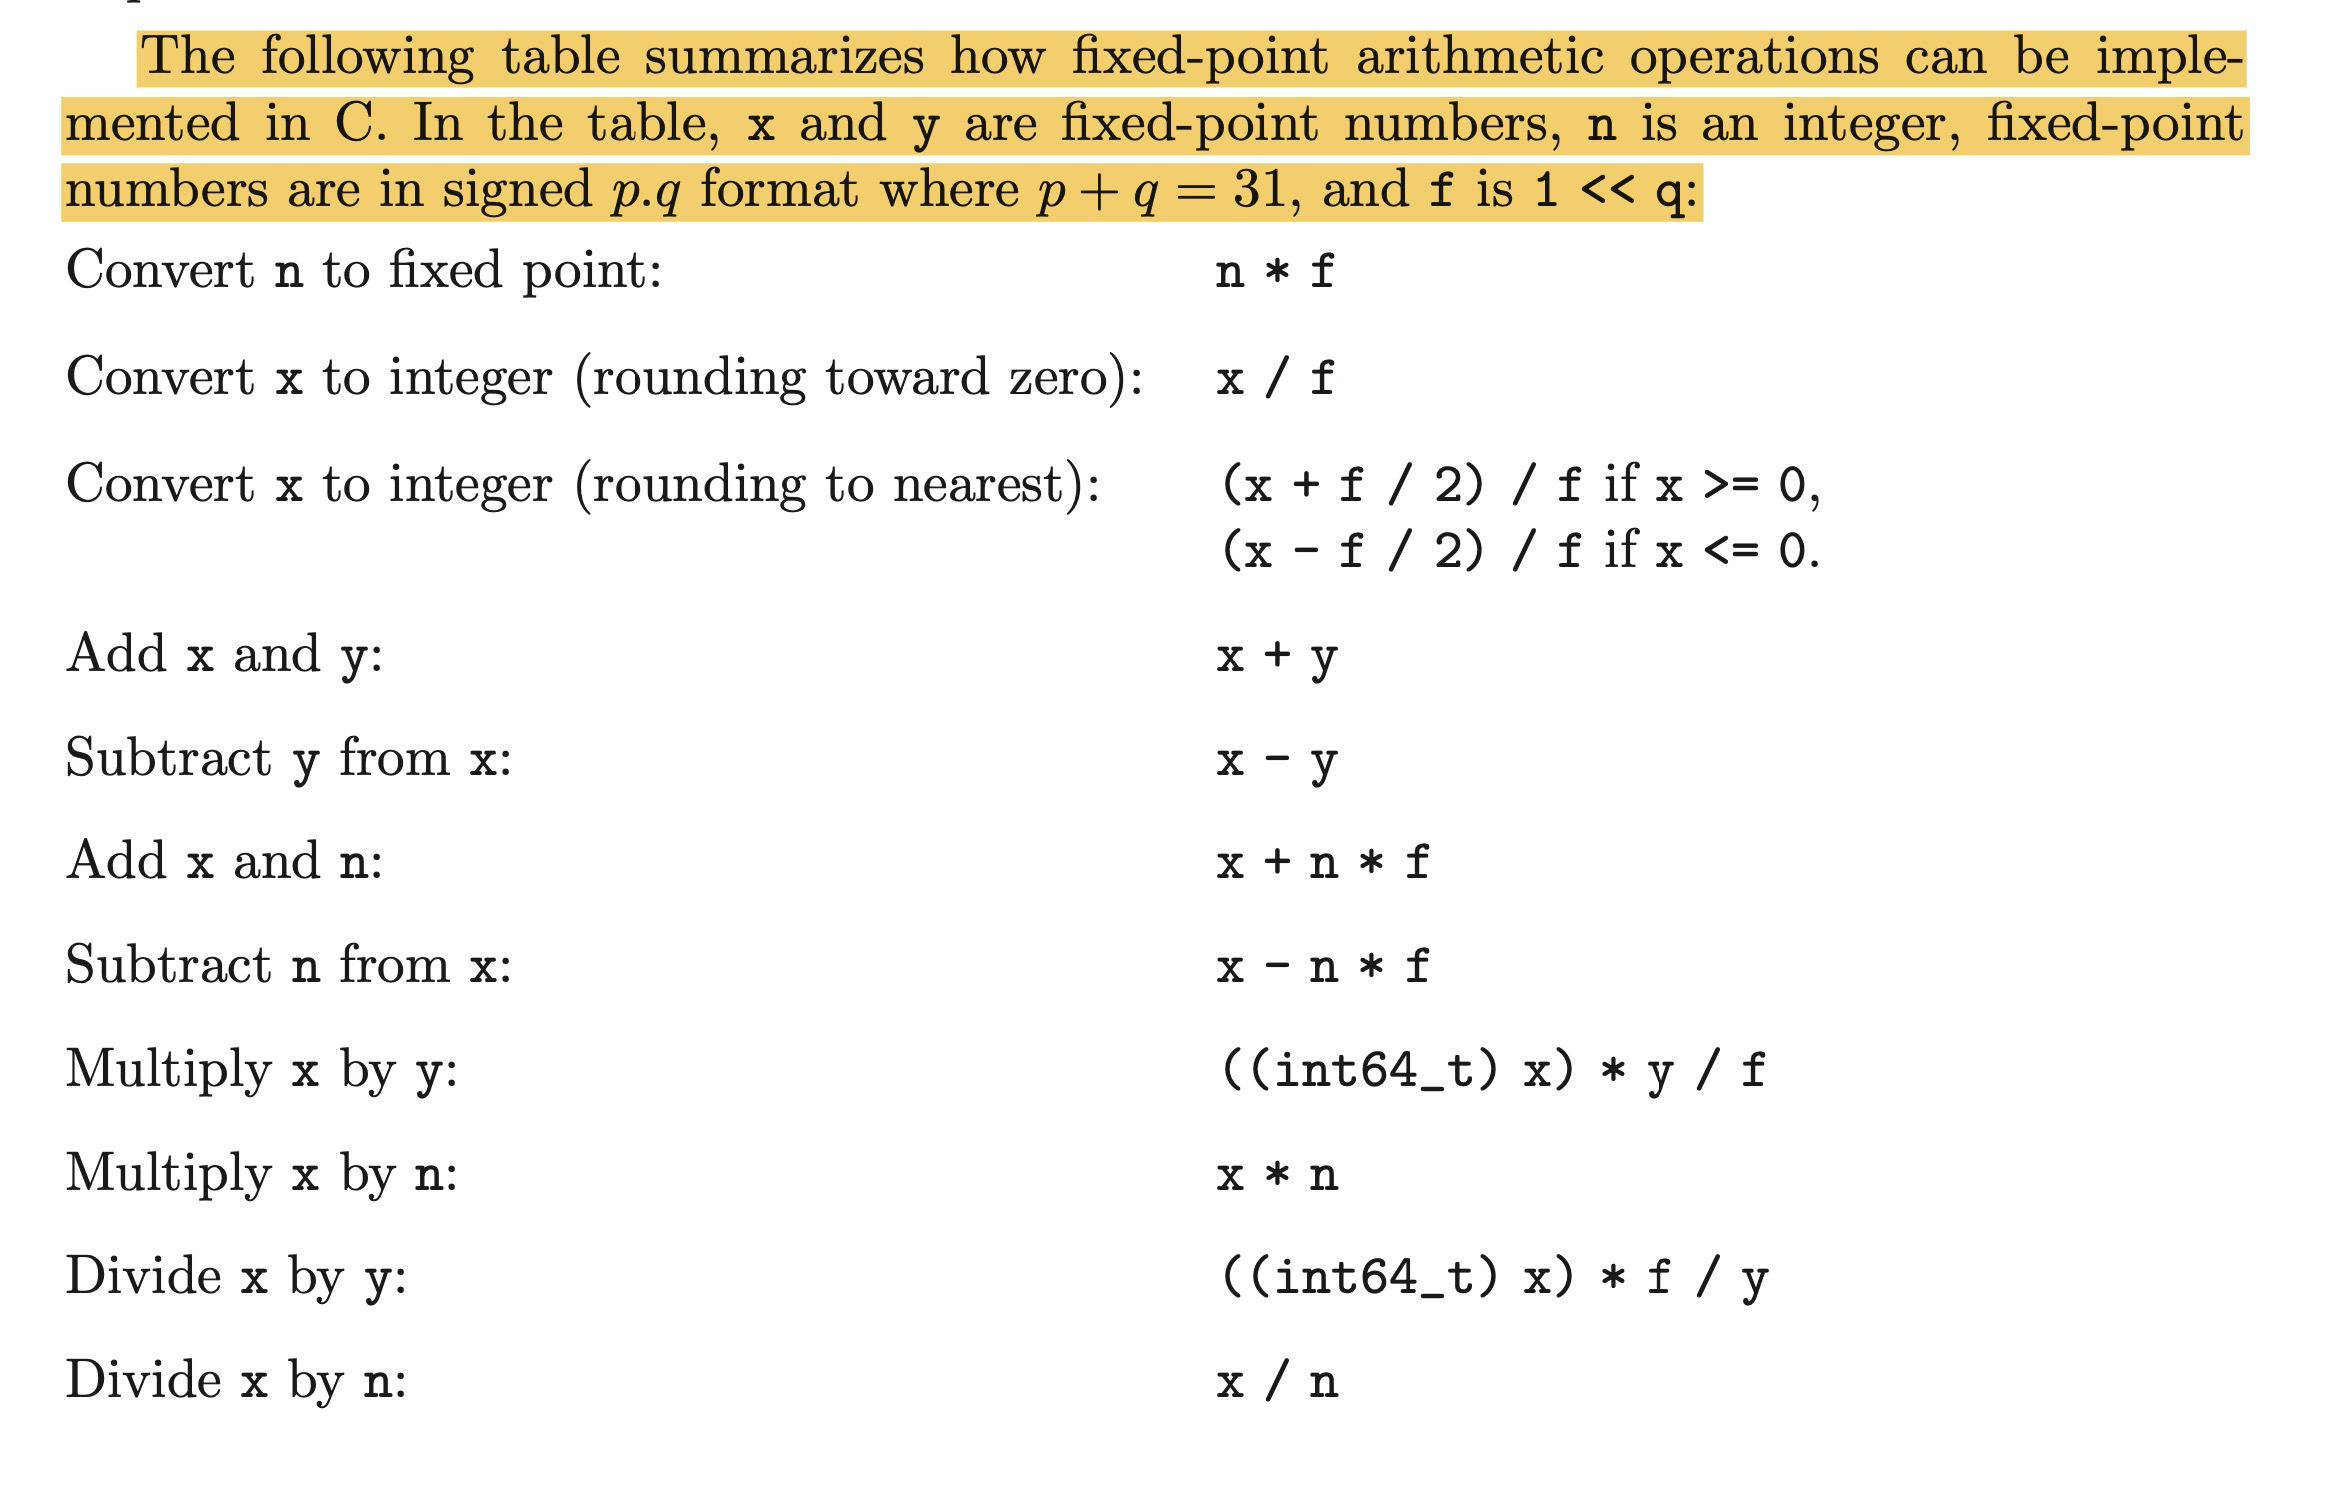 The following table summarizes how fixed-point arithmetic operations can be imple-
mented in C. In the table, x and y are fixed-point numbers, n is an integer, fixed-point
numbers are in signed p.q format where p + q = 31, and f is 1 << q:
Convert n to fixed point: n * f
Convert x to integer (rounding toward zero): x / f
Convert x to integer (rounding to nearest): (x + f / 2) / f if x >= 0,
(x - f / 2) / f if x <= 0.
Add x and y: x + y
Subtract y from x: x - y
Add x and n: x + n * f
Subtract n from x: x - n * f
Multiply x by y: ((int64_t) x) * y / f
Multiply x by n: x * n
Divide x by y: ((int64_t) x) * f / y
Divide x by n: x / n